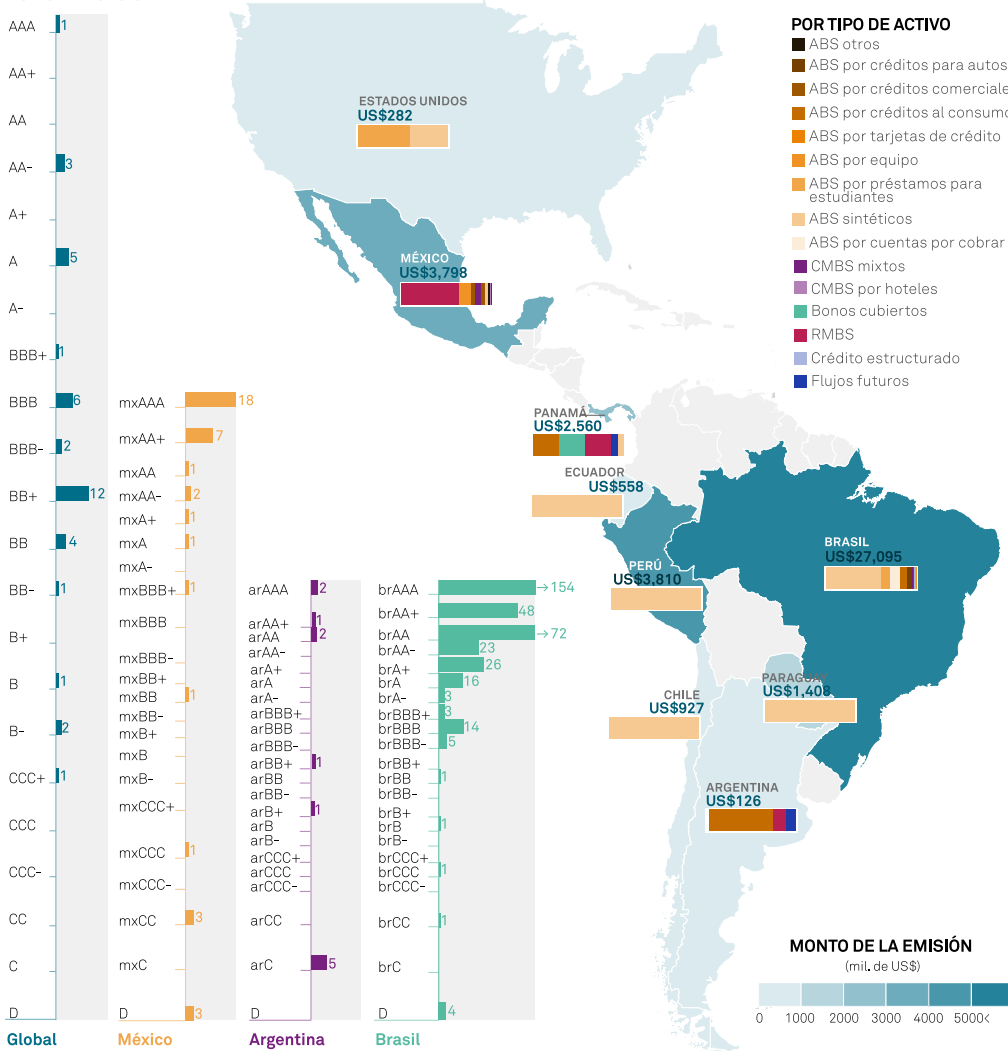 AAA
1
AA+
AA
AA-
3
A+
A
5
A-
BBB+
1
BBB
6
BBB-
2
BB+
12
BB
4
BB-
1
B+
B
1
B-
2
CCC+
1
CCC
CCC-
CC
C
D
Global
mxAAA
18
mxAA+
7
mxAA
1
mxAA-
2
mxA+
1
mxA
1
mxA-
mxBBB+
1
mxBBB
mxBBB-
mxBB+
mxBB
1
mxBB-
mxB+
mxB
mxB-
mxCCC+
mxCCC
1
mxCCC-
mxCC
3
mxC
D
3
México
arAAA
2
arAA+
1
arAA
2
arAA-
arA+
arA
arA-
arBBB+
arBBB
arBBB-
arBB+
1
arBB
arBB-
arB+
1
arB
arB-
arCCC+
arCCC
arCCC-
arCC
arC
5
D
Argentina
brAAA
→154
brAA+
48
brAA
→72
brAA-
23
brA+
26
brA
16
brA-
3
brBBB+
3
brBBB
14
brBBB-
5
brBB+
brBB
1
brBB-
brB+
brB
1
brB-
brCCC+
brCCC
1
brCCC-
brCC
1
brC
D
4
Brasil
ESTADOS UNIDOS
US$282
MÉXICO
US$3,798
PANAMÁ
US$2,560
ECUADOR
US$558
PERÚ
US$3,810
BRASIL
US$27,095
PARAGUAY
US$1,408
CHILE
US$927
ARGENTINA
US$126
POR TIPO DE ACTIVO
ABS otros
ABS por créditos para autos
ABS por créditos comerciale
ABS por créditos al consumo
ABS por tarjetas de crédito
ABS por equipo
ABS por préstamos para
estudiantes
ABS sintéticos
ABS por cuentas por cobrar
CMBS mixtos
CMBS por hoteles
Bonos cubiertos
RMBS
Crédito estructurado
Flujos futuros
MONTO DE LA EMISIÓN
(mil. de US$)
0 1000 2000 3000 4000 5000<